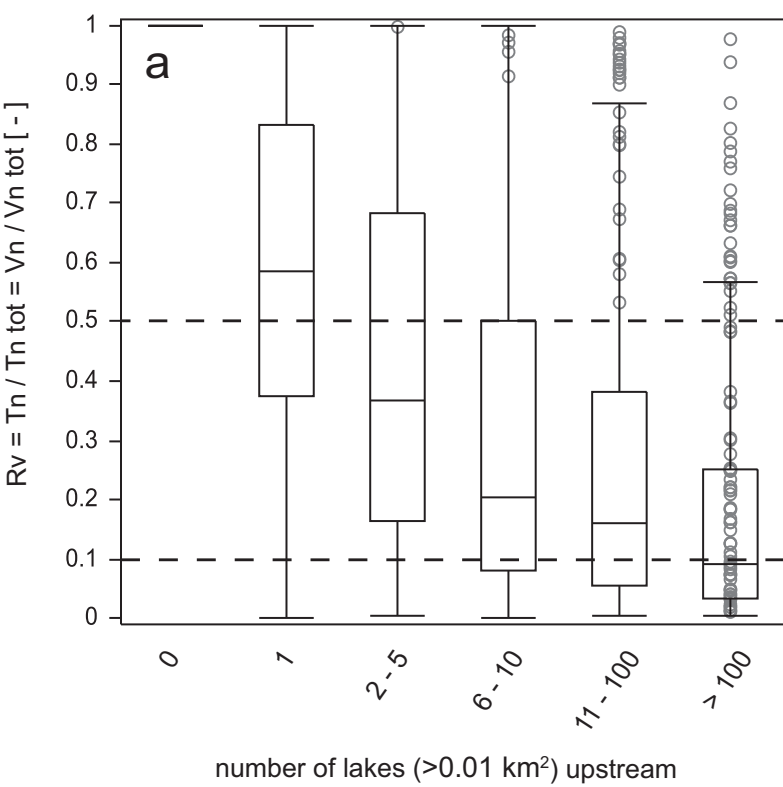 a
Rv = Tn / Tn tot = Vn / Vn tot [ - ]
1
0.9
0.8
0.7
0.6
0.5
0.4
0.3
0.2
0.1
0
0
1
2 - 5
6 - 10
11 - 100
> 100
number of lakes (>0.01 km²) upstream